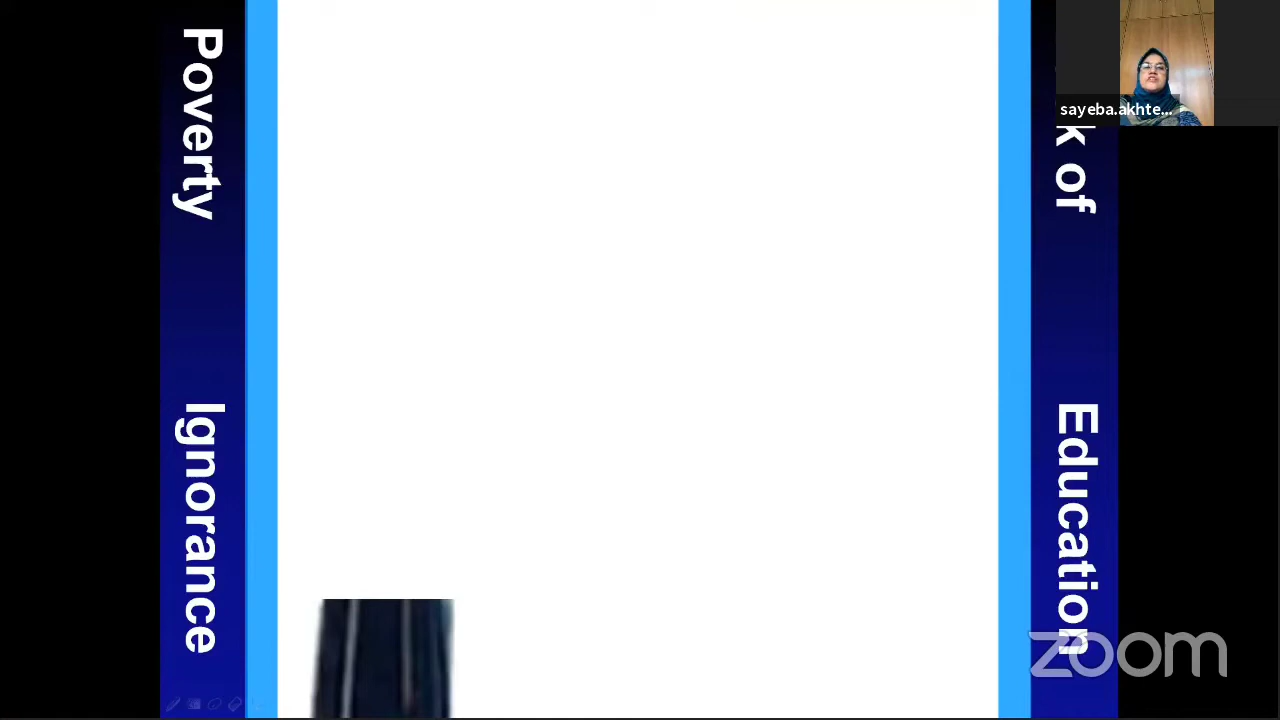 Poverty
Ignorance
k of
Education
sayeba.akhte...
zoom